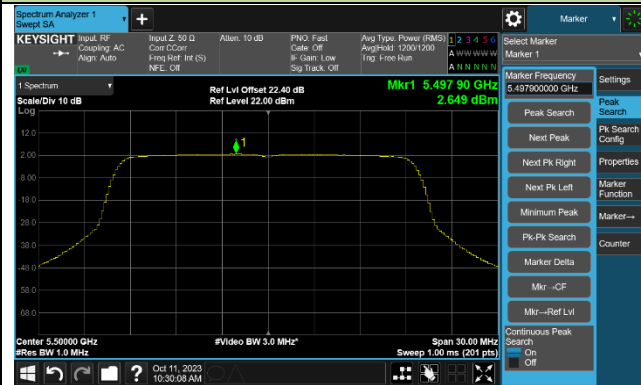 Spectrum Analyzer 1
Swept SA
Marker
KEYSIGHT
Input: RF
Coupling: AC
Align: Auto
Input Z: 50 Ω
Corr CCorr
Freq Ref: Int (S)
NFE: Off
Atten: 10 dB
PNO: Fast
Gate: Off
IF Gain: Low
Sig Track: Off
Avg Type: Power (RMS)
Avg|Hold: 1200/1200
Trig: Free Run
1 2 3 4 5 6
A W W W W W
A N N N N N
LXI
Select Marker
Marker 1
1 Spectrum
Scale/Div 10 dB
Log
Ref Lvl Offset 22.40 dB
Ref Level 22.00 dBm
Mkr1 5.497 90 GHz
2.649 dBm
12.0
2.00
-8.00
-18.0
-28.0
-38.0
-48.0
-58.0
-68.0
1
Center 5.50000 GHz
#Res BW 1.0 MHz
#Video BW 3.0 MHz*
Span 30.00 MHz
Sweep 1.00 ms (201 pts)
Marker Frequency
5.497900000 GHz
Peak Search
Next Peak
Next Pk Right
Next Pk Left
Minimum Peak
Pk-Pk Search
Marker Delta
Mkr→CF
Mkr→Ref Lvl
Continuous Peak
Search
On
Off
Settings
Peak
Search
Pk Search
Config
Properties
Marker
Function
Marker→
Counter
?
Oct 11, 2023
10:30:08 AM